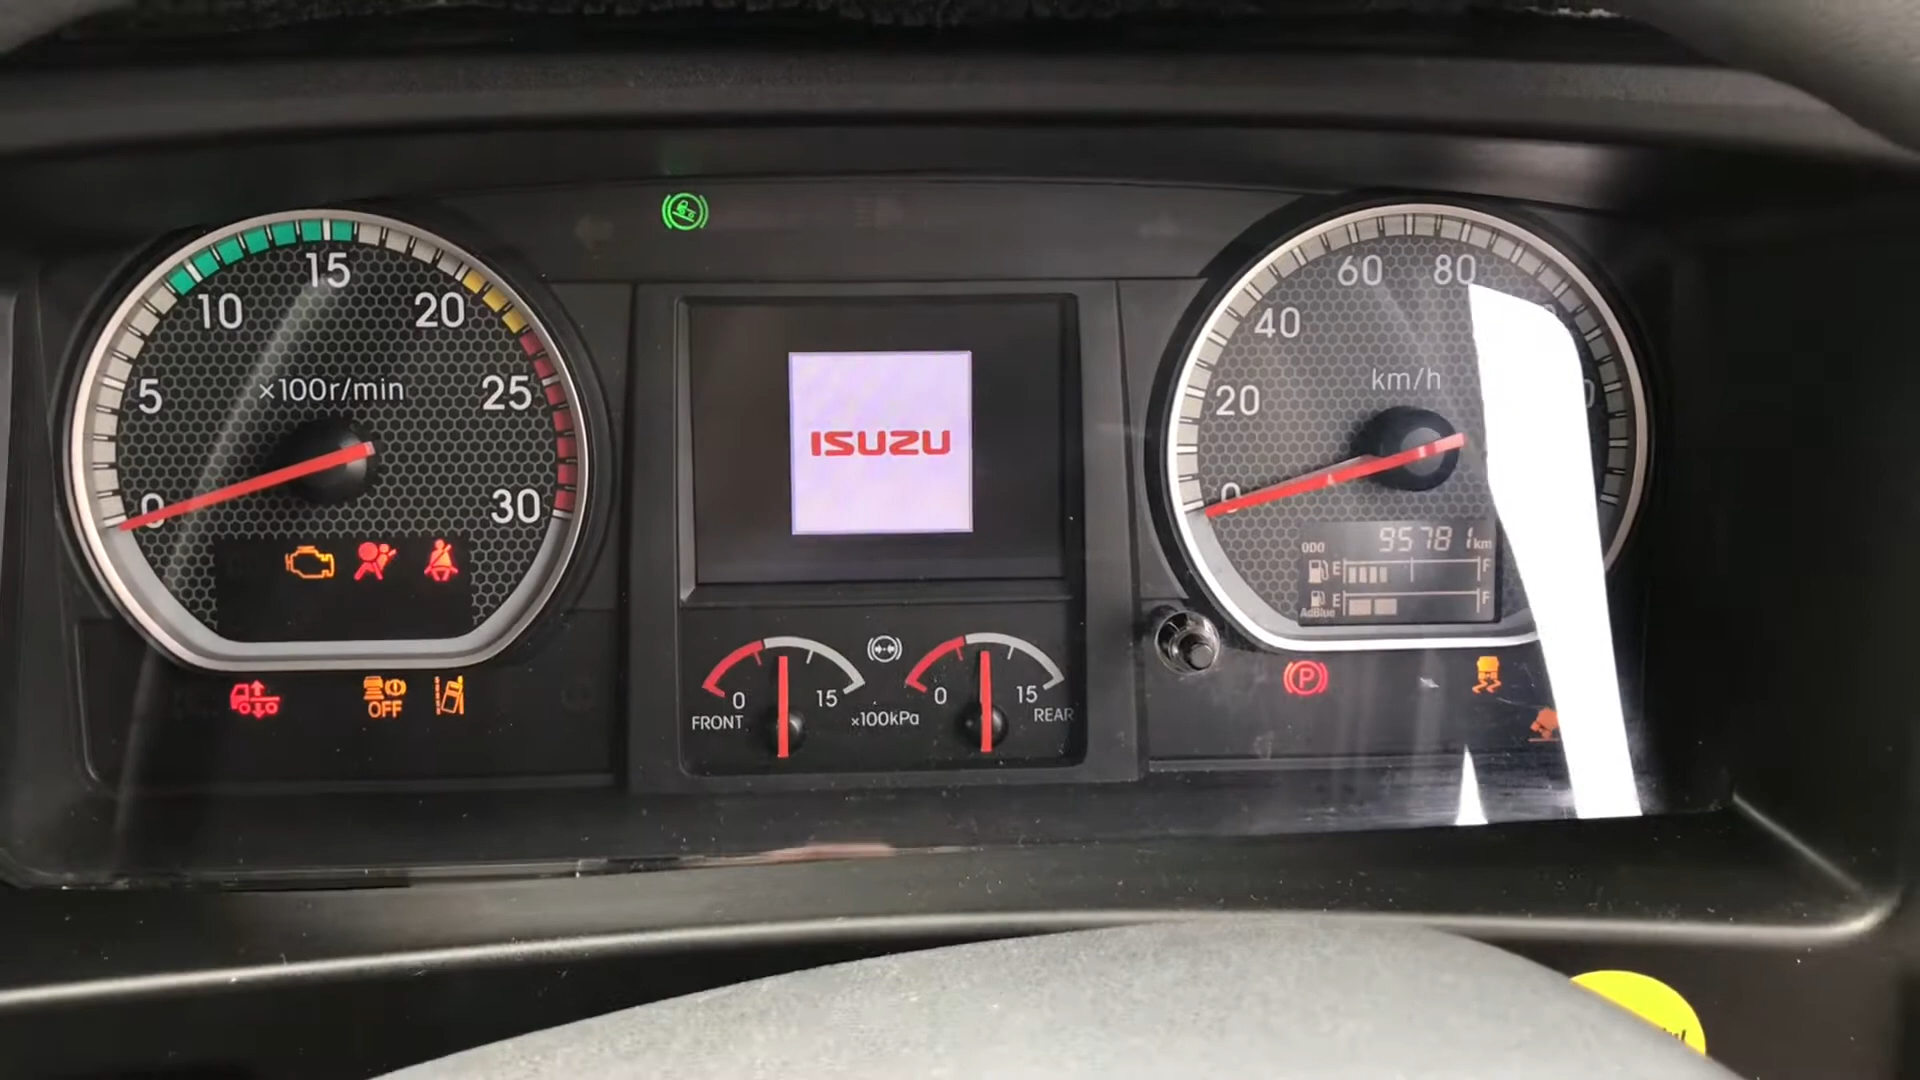 15
10
20
×100r/min
5
25
0
30
OFF
ISUZU
0
15
0
15
FRONT
×100kPa
REAR
60
80
40
km/h
20
0
ODO
95781 km
E
F
E
F
AdBlue
P